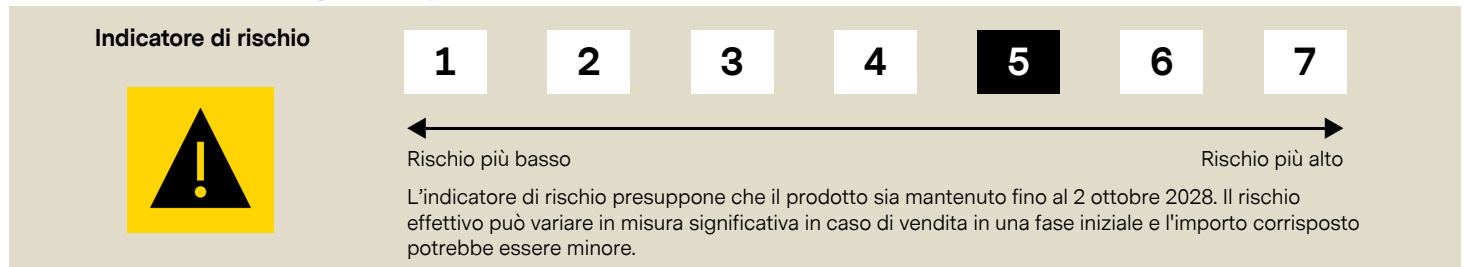 Indicatore di rischio
1 2 3 4 5 6 7
Rischio più basso Rischio più alto
L’indicatore di rischio presuppone che il prodotto sia mantenuto fino al 2 ottobre 2028. Il rischio
effettivo può variare in misura significativa in caso di vendita in una fase iniziale e l'importo corrisposto
potrebbe essere minore.